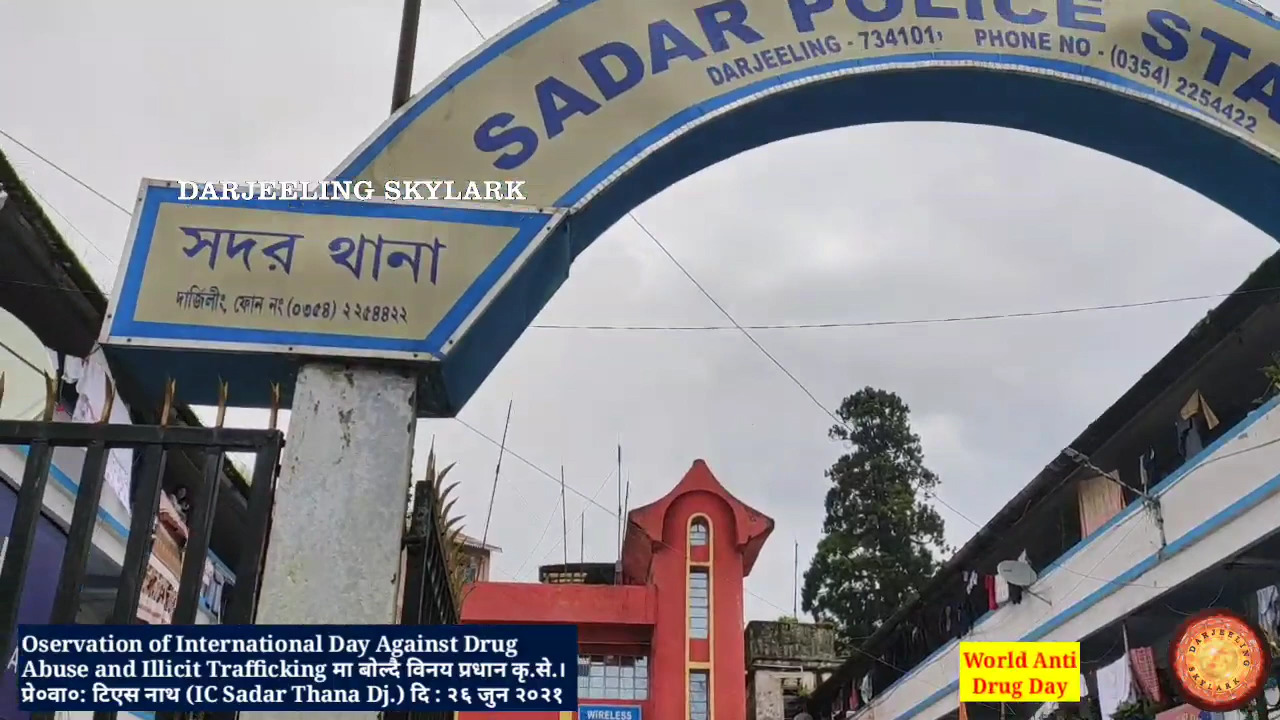 SADAR POLICE STA
DARJEELING - 734101, PHONE NO - (0354) 2254422
DARJEELING SKYLARK
সদর থানা
দার্জিলীং, ফোন নং (০৩৫৪) ২২৫৪৪২২
Oservation of International Day Against Drug
Abuse and Illicit Trafficking मा बोल्दै विनय प्रधान कृ.से.।
प्रे०वा०: टिएस नाथ (IC Sadar Thana Dj.) दि : २६ जुन २०२१
WiRELESS
World Anti
Drug Day
DARJEELING
SKYLARK